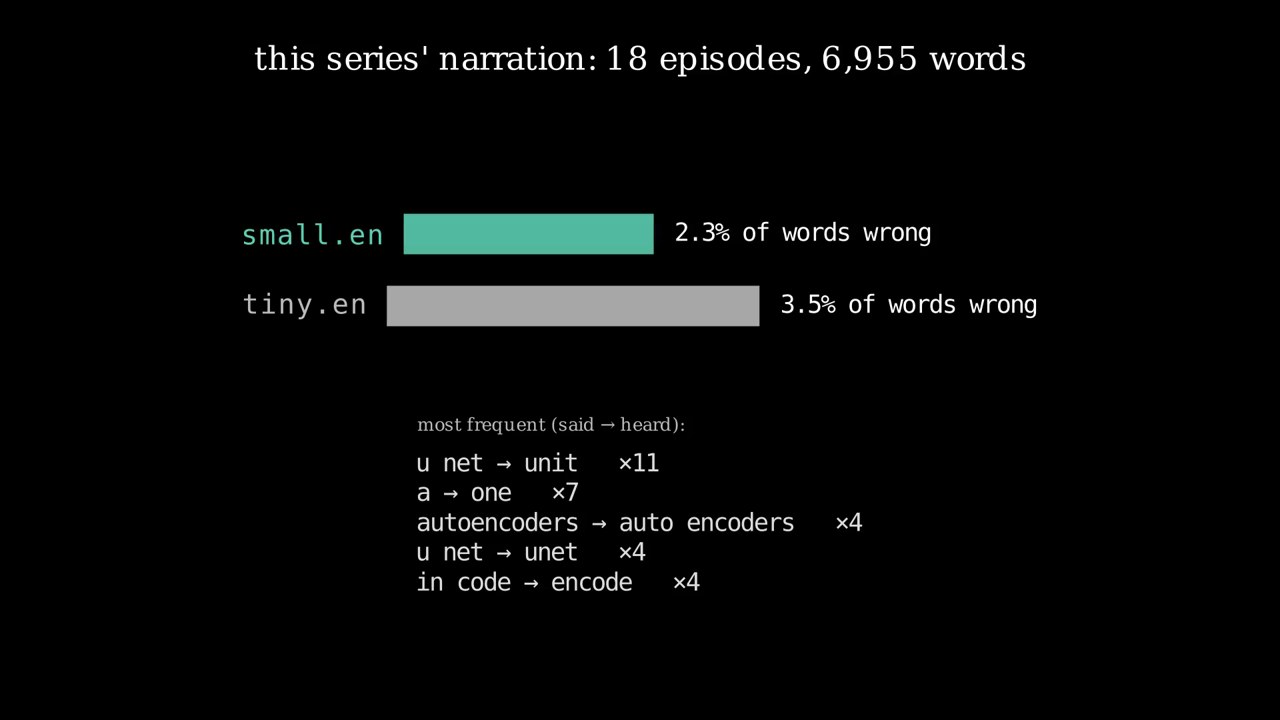 this series' narration: 18 episodes, 6,955 words
small.en 2.3% of words wrong
tiny.en 3.5% of words wrong
most frequent (said → heard):
u net → unit ×11
a → one ×7
autoencoders → auto encoders ×4
u net → unet ×4
in code → encode ×4